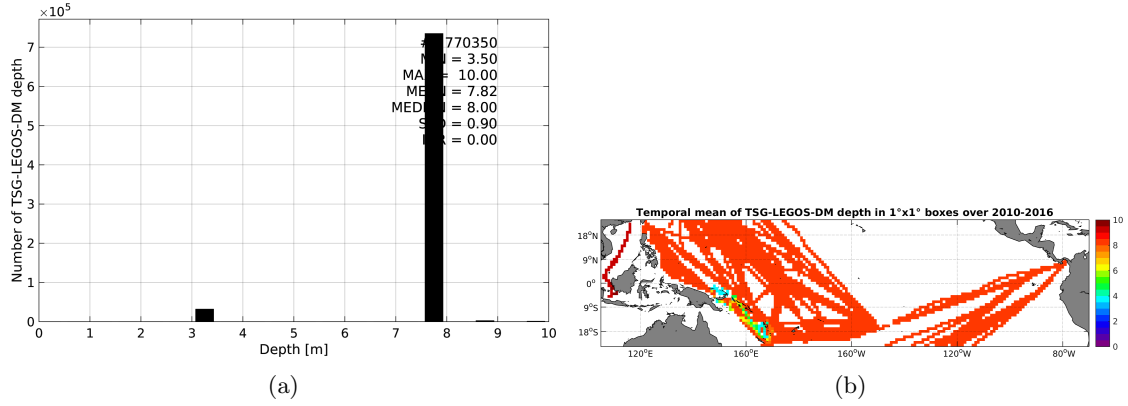 ×10⁵
7
6
5
4
3
2
1
0
Number of TSG-LEGOS-DM depth
770350
= 3.50
= 10.00
= 7.82
= 8.00
= 0.90
= 0.00
0 1 2 3 4 5 6 7 8 9 10
Depth [m]
(a)
Temporal mean of TSG-LEGOS-DM depth in 1°x1° boxes over 2010-2016
18°N
9°N
0°
9°S
18°S
120°E 160°E 160°W 120°W 80°W
10
8
6
4
2
0
(b)